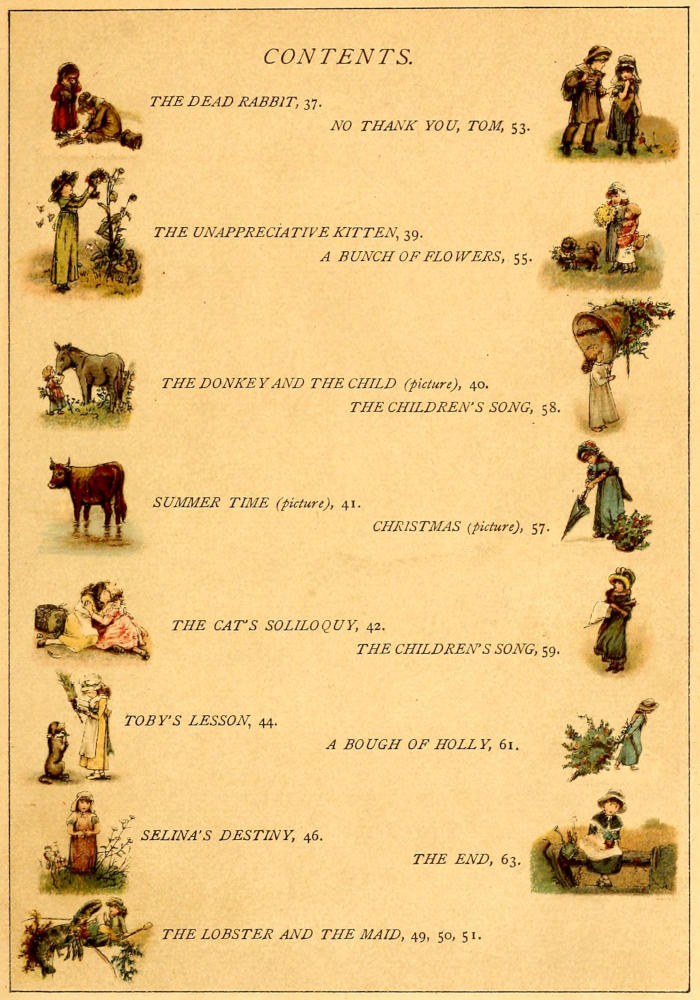 CONTENTS.
THE DEAD RABBIT, 37.
NO THANK YOU, TOM, 53.
THE UNAPPRECIATIVE KITTEN, 39.
A BUNCH OF FLOWERS, 55.
THE DONKEY AND THE CHILD (picture), 40.
THE CHILDREN'S SONG, 58.
SUMMER TIME (picture), 41.
CHRISTMAS (picture), 57.
THE CAT'S SOLILOQUY, 42.
THE CHILDREN'S SONG, 59.
TOBY'S LESSON, 44.
A BOUGH OF HOLLY, 61.
SELINA'S DESTINY, 46.
THE END, 63.
THE LOBSTER AND THE MAID, 49, 50, 51.